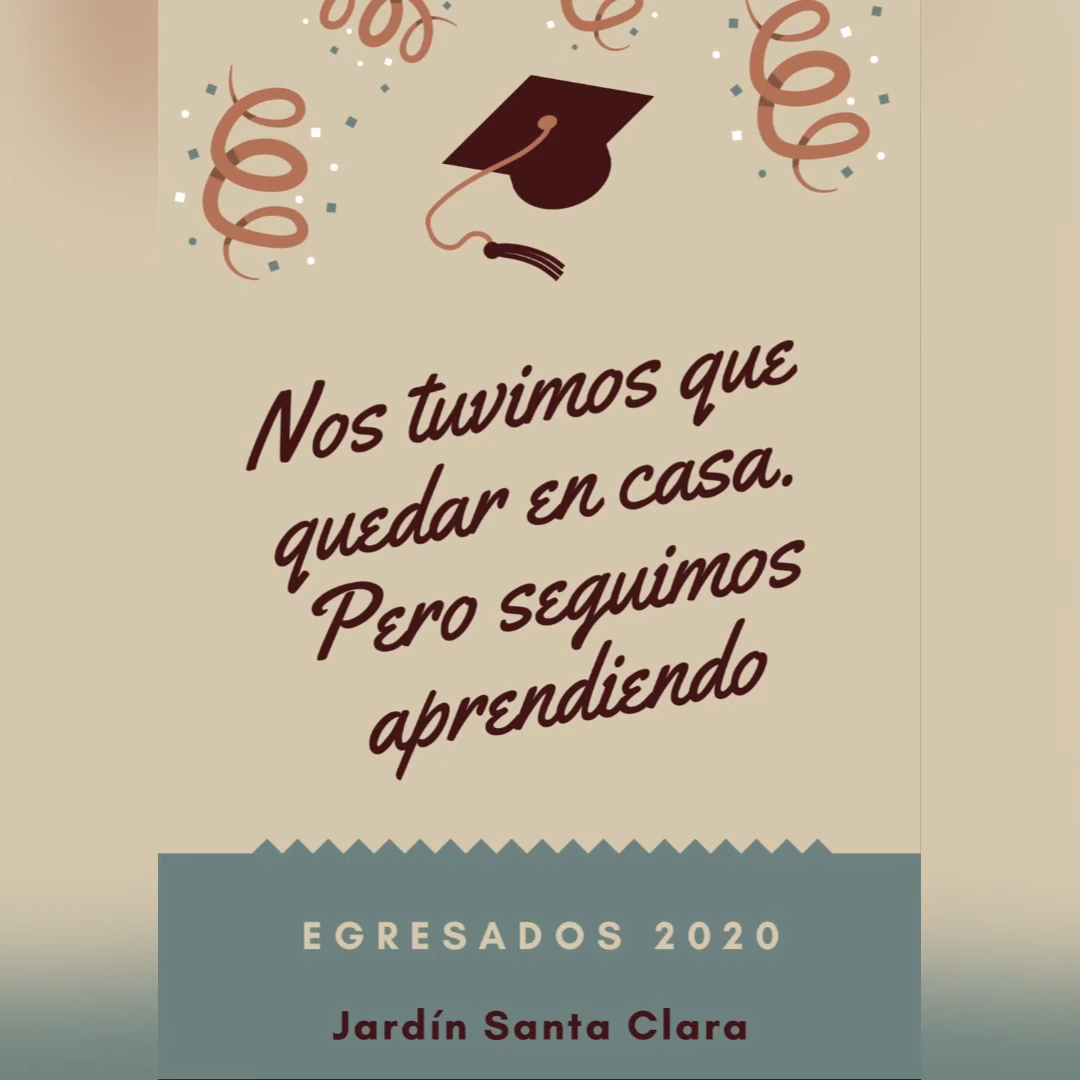 Nos tuvimos que
quedar en casa.
Pero seguimos
aprendiendo
EGRESADOS 2020
Jardín Santa Clara